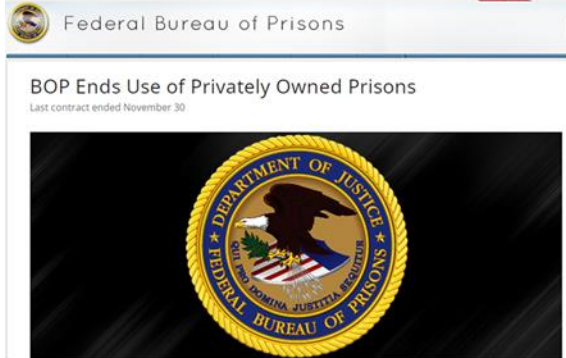 Federal Bureau of Prisons
BOP Ends Use of Privately Owned Prisons
Last contract ended November 30
DEPARTMENT OF JUSTICE
QUI PRO DOMINA JUSTITIA SEQUITUR
FEDERAL BUREAU OF PRISONS